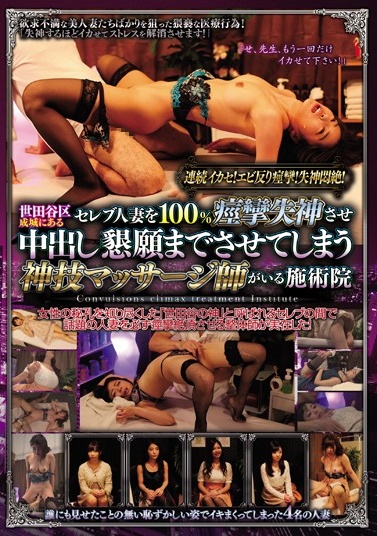 欲求不満な美人妻たちばかりを狙った猥褻な医療行為!
「失神するほどイカせてストレスを解消させます!」
せ、先生、もう一回だけ
イカせて下さい!」
連続イカせ!エビ反り痙攣!失神悶絶!
世田谷区
成城にある
セレブ人妻を100%痙攣失神させ
中出し懇願までさせてしまう
神技マッサージ師がいる施術院
Convulsions climax treatment Institute
誰にも見せたことの無い恥ずかしい姿でイキまくってしまった4名の人妻